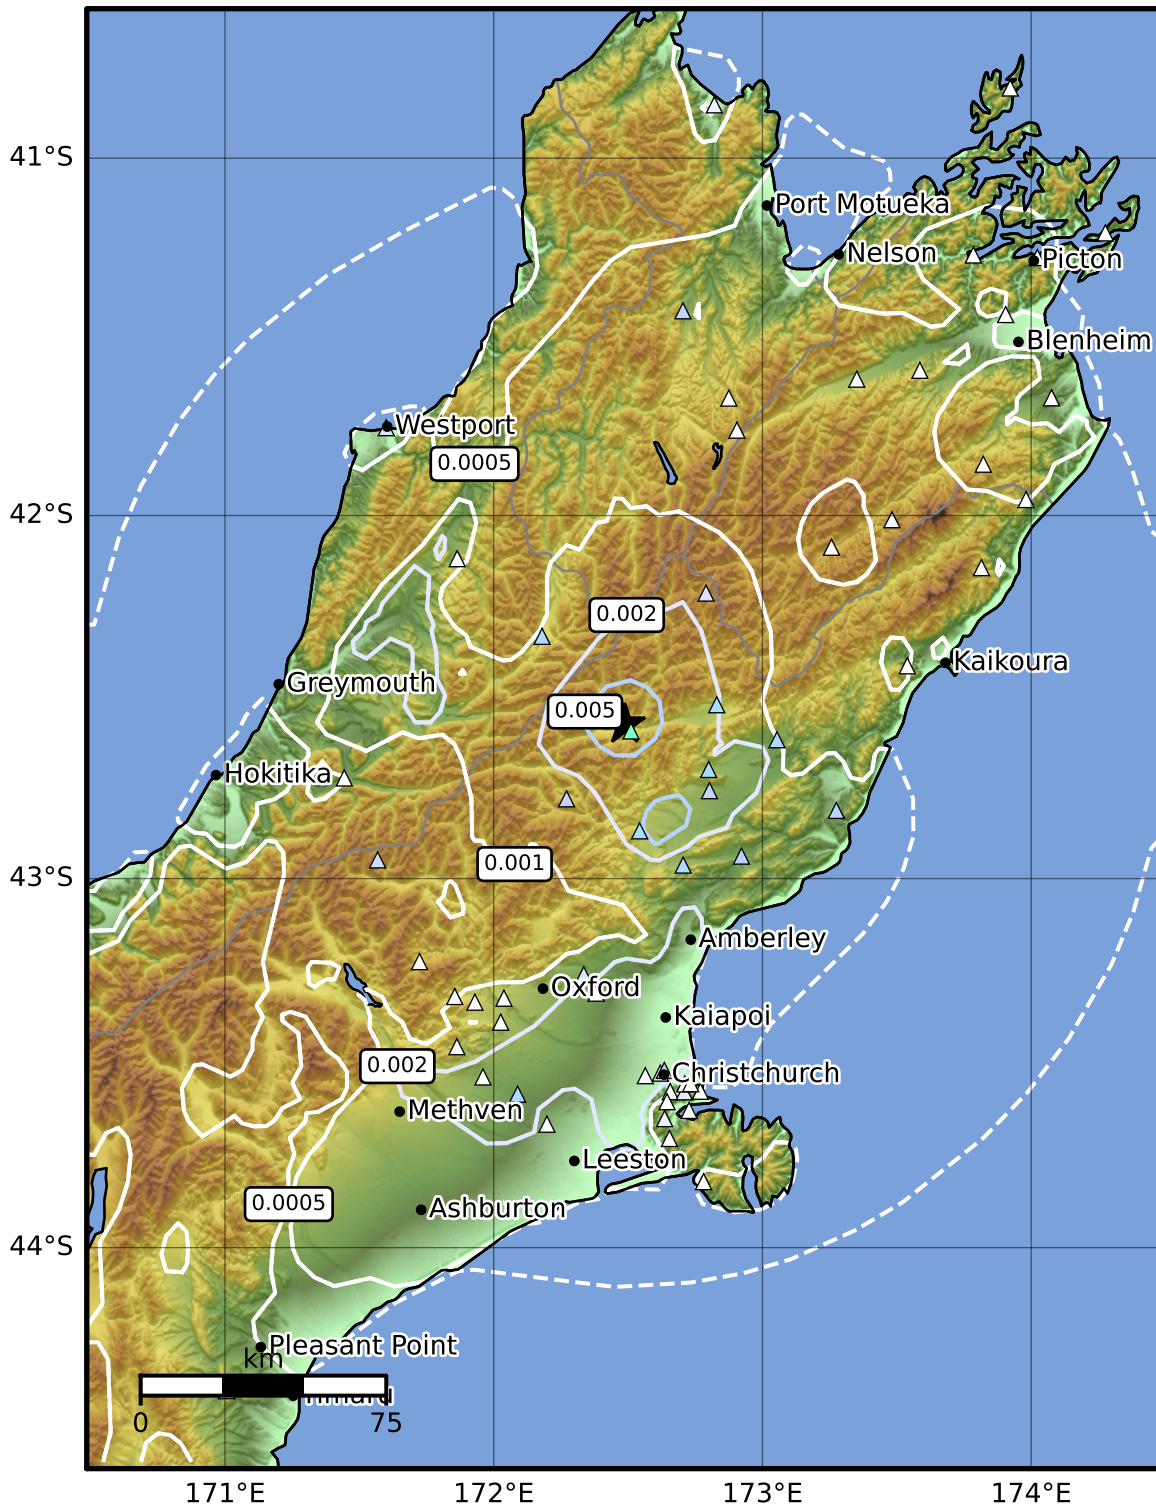 41°S
Port Motueka
Nelson
Picton
Blenheim
Westport
0.0005
42°S
0.002
Kaikoura
Greymouth
0.005
Hokitika
0.001
43°S
Amberley
Oxford
Kaiapoi
0.002
Christchurch
Methven
Leeston
0.0005
Ashburton
44°S
Pleasant Point
km
Timaru
0 75
171°E 172°E 173°E 174°E